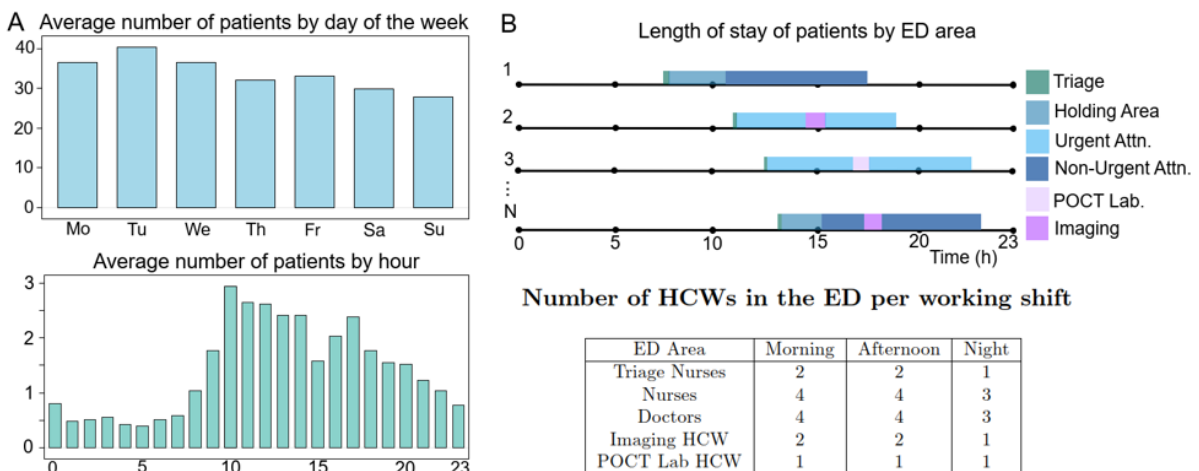 A
Average number of patients by day of the week
40
30
20
10
0
Mo Tu We Th Fr Sa Su
Average number of patients by hour
3
2
1
0
0 5 10 15 20 23
B
Length of stay of patients by ED area
1
2
3
⋮
N
0 5 10 15 20 23
Time (h)
Triage
Holding Area
Urgent Attn.
Non-Urgent Attn.
POCT Lab.
Imaging
Number of HCWs in the ED per working shift
ED Area Morning Afternoon Night
Triage Nurses 2 2 1
Nurses 4 4 3
Doctors 4 4 3
Imaging HCW 2 2 1
POCT Lab HCW 1 1 1